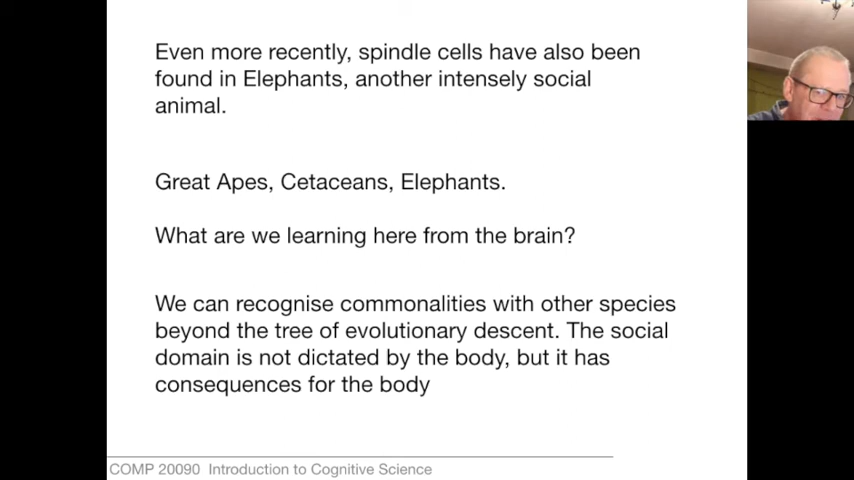 Even more recently, spindle cells have also been
found in Elephants, another intensely social
animal.
Great Apes, Cetaceans, Elephants.
What are we learning here from the brain?
We can recognise commonalities with other species
beyond the tree of evolutionary descent. The social
domain is not dictated by the body, but it has
consequences for the body
COMP 20090 Introduction to Cognitive Science